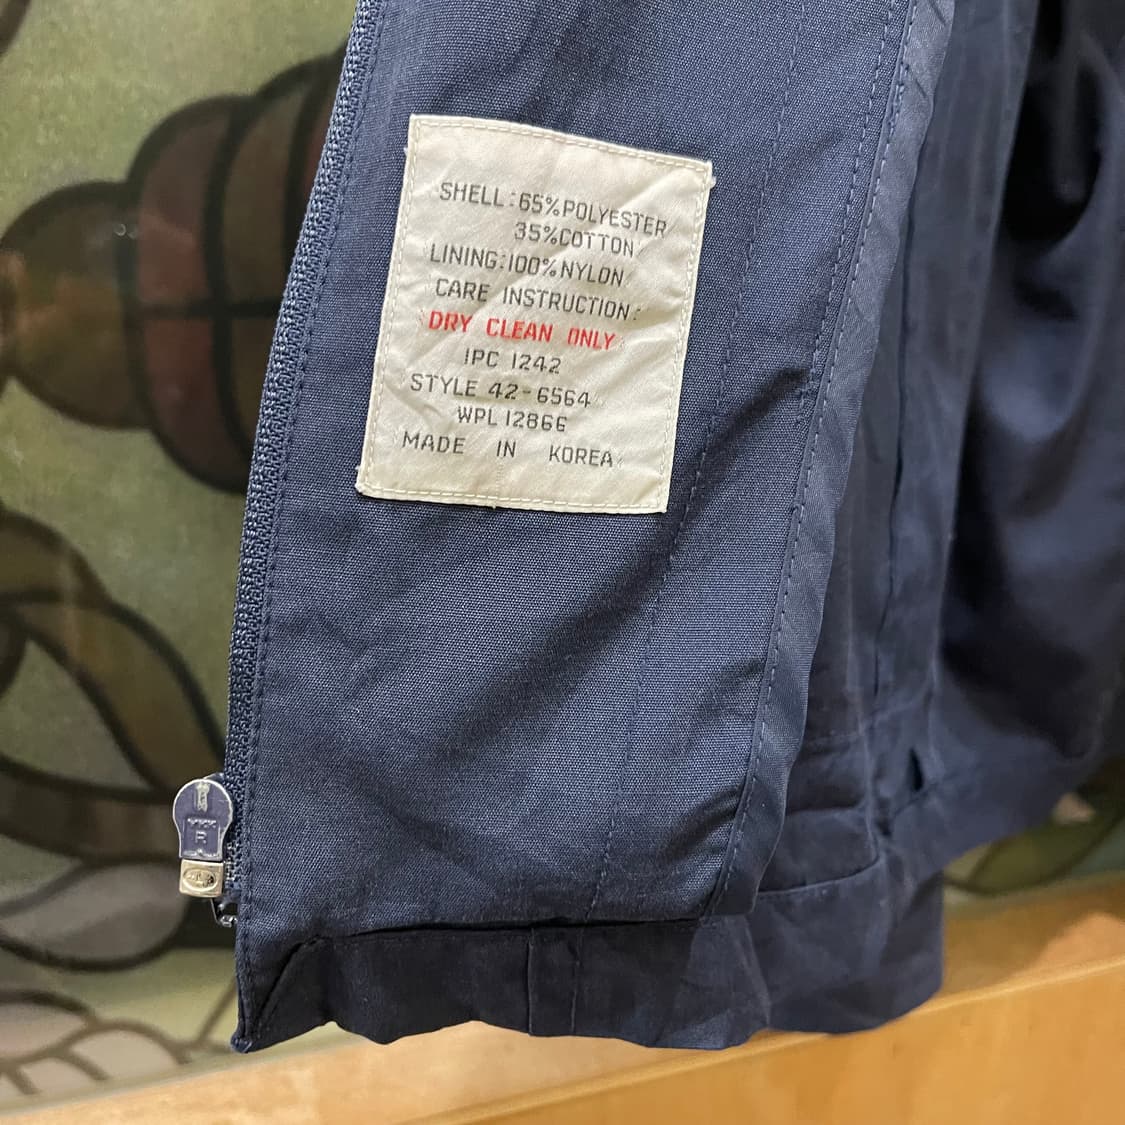 SHELL:65%POLYESTER
35%COTTON
LINING:100%NYLON
CARE INSTRUCTION:
DRY CLEAN ONLY
IPC 1242
STYLE 42-6564
WPL 12866
MADE IN KOREA
YKK
R